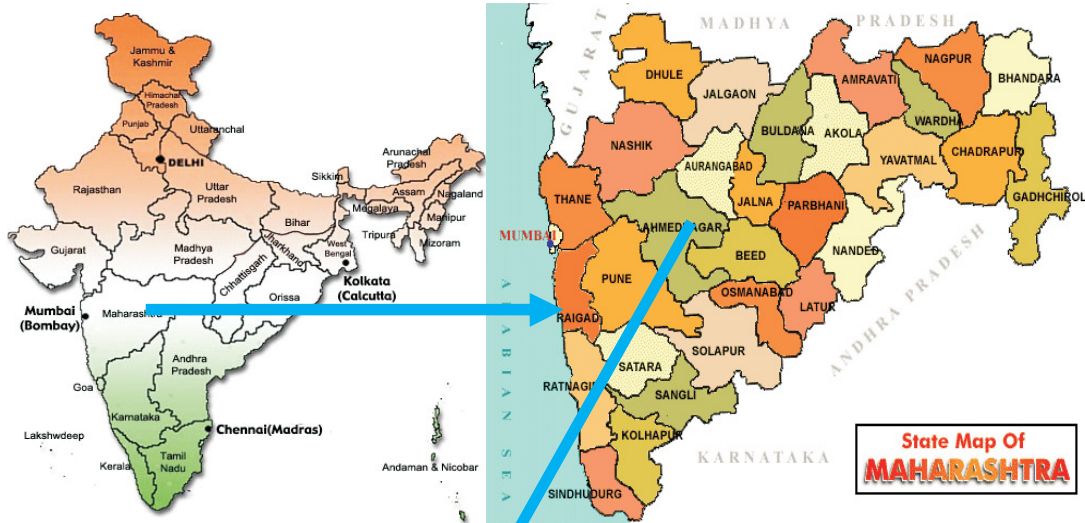 Jammu &
Kashmir
Himachal
Pradesh
Punjab
Uttaranchal
DELHI
Rajasthan
Uttar
Pradesh
Sikkim
Arunachal
Pradesh
Assam
Nagaland
Megalaya
Manipur
Bihar
Tripura
Mizoram
Gujarat
Madhya
Pradesh
Jharkhand
West
Bengal
Chhattisgarh
Kolkata
(Calcutta)
Orissa
Mumbai
(Bombay)
Maharashtra
Andhra
Pradesh
Goa
Karnataka
Chennai(Madras)
Lakshwdeep
Kerala
Tamil
Nadu
Andaman & Nicobar
MADHYA PRADESH
GUJARAT
DHULE
JALGAON
AMRAVATI
NAGPUR
BHANDARA
BULDANA
AKOLA
WARDHA
NASHIK
AURANGABAD
YAVATMAL
CHADRAPUR
THANE
JALNA
PARBHANI
GADHCHIROL
AHMEDNAGAR
MUMBAI
BEED
NANDED
PUNE
OSMANABAD
LATUR
RAIGAD
ANDHRA PRADESH
SOLAPUR
SATARA
RATNAGIRI
SANGLI
KOLHAPUR
KARNATAKA
SINDHUDURG
ARABIAN SEA
State Map Of
MAHARASHTRA